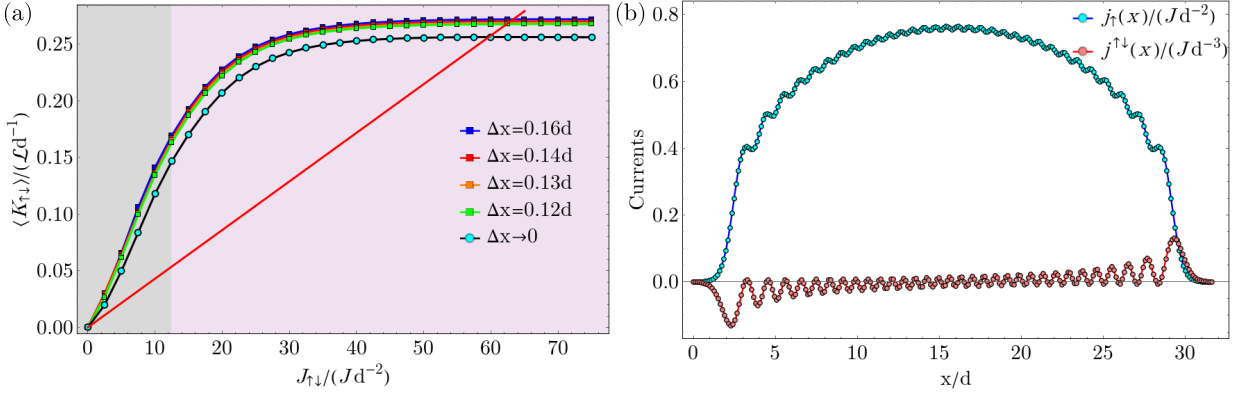 (a)
0.25
0.20
0.15
0.10
0.05
0.00
⟨K↑↓⟩/(ℒd⁻¹)
Δx=0.16d
Δx=0.14d
Δx=0.13d
Δx=0.12d
Δx→0
0 10 20 30 40 50 60 70
J↑↓/(Jd⁻²)
(b)
0.8
0.6
0.4
0.2
0.0
Currents
j↑(x)/(Jd⁻²)
j^↑↓(x)/(Jd⁻³)
0 5 10 15 20 25 30
x/d